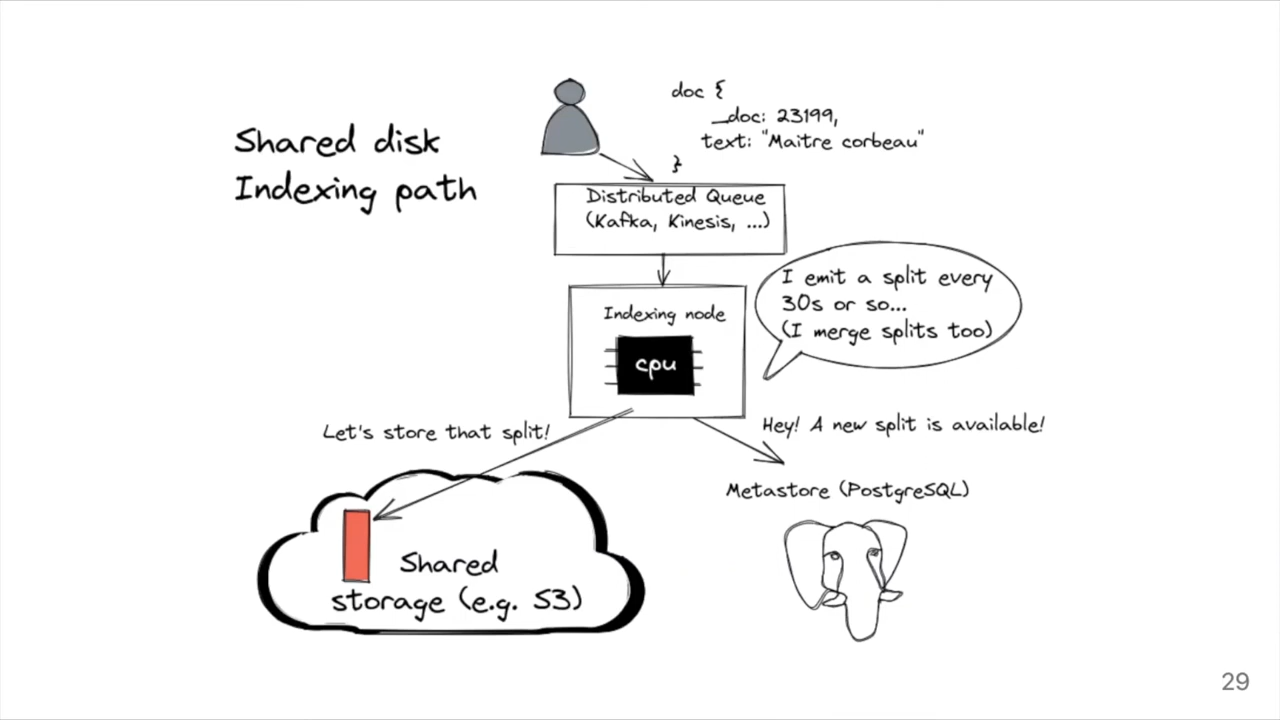 Shared disk
Indexing path
doc {
_doc: 23199,
text: "Maitre corbeau"
}
Distributed Queue
(Kafka, Kinesis, ...)
Indexing node
cpu
I emit a split every
30s or so...
(I merge splits too)
Let's store that split!
Hey! A new split is available!
Metastore (PostgreSQL)
Shared
storage (e.g. S3)
29